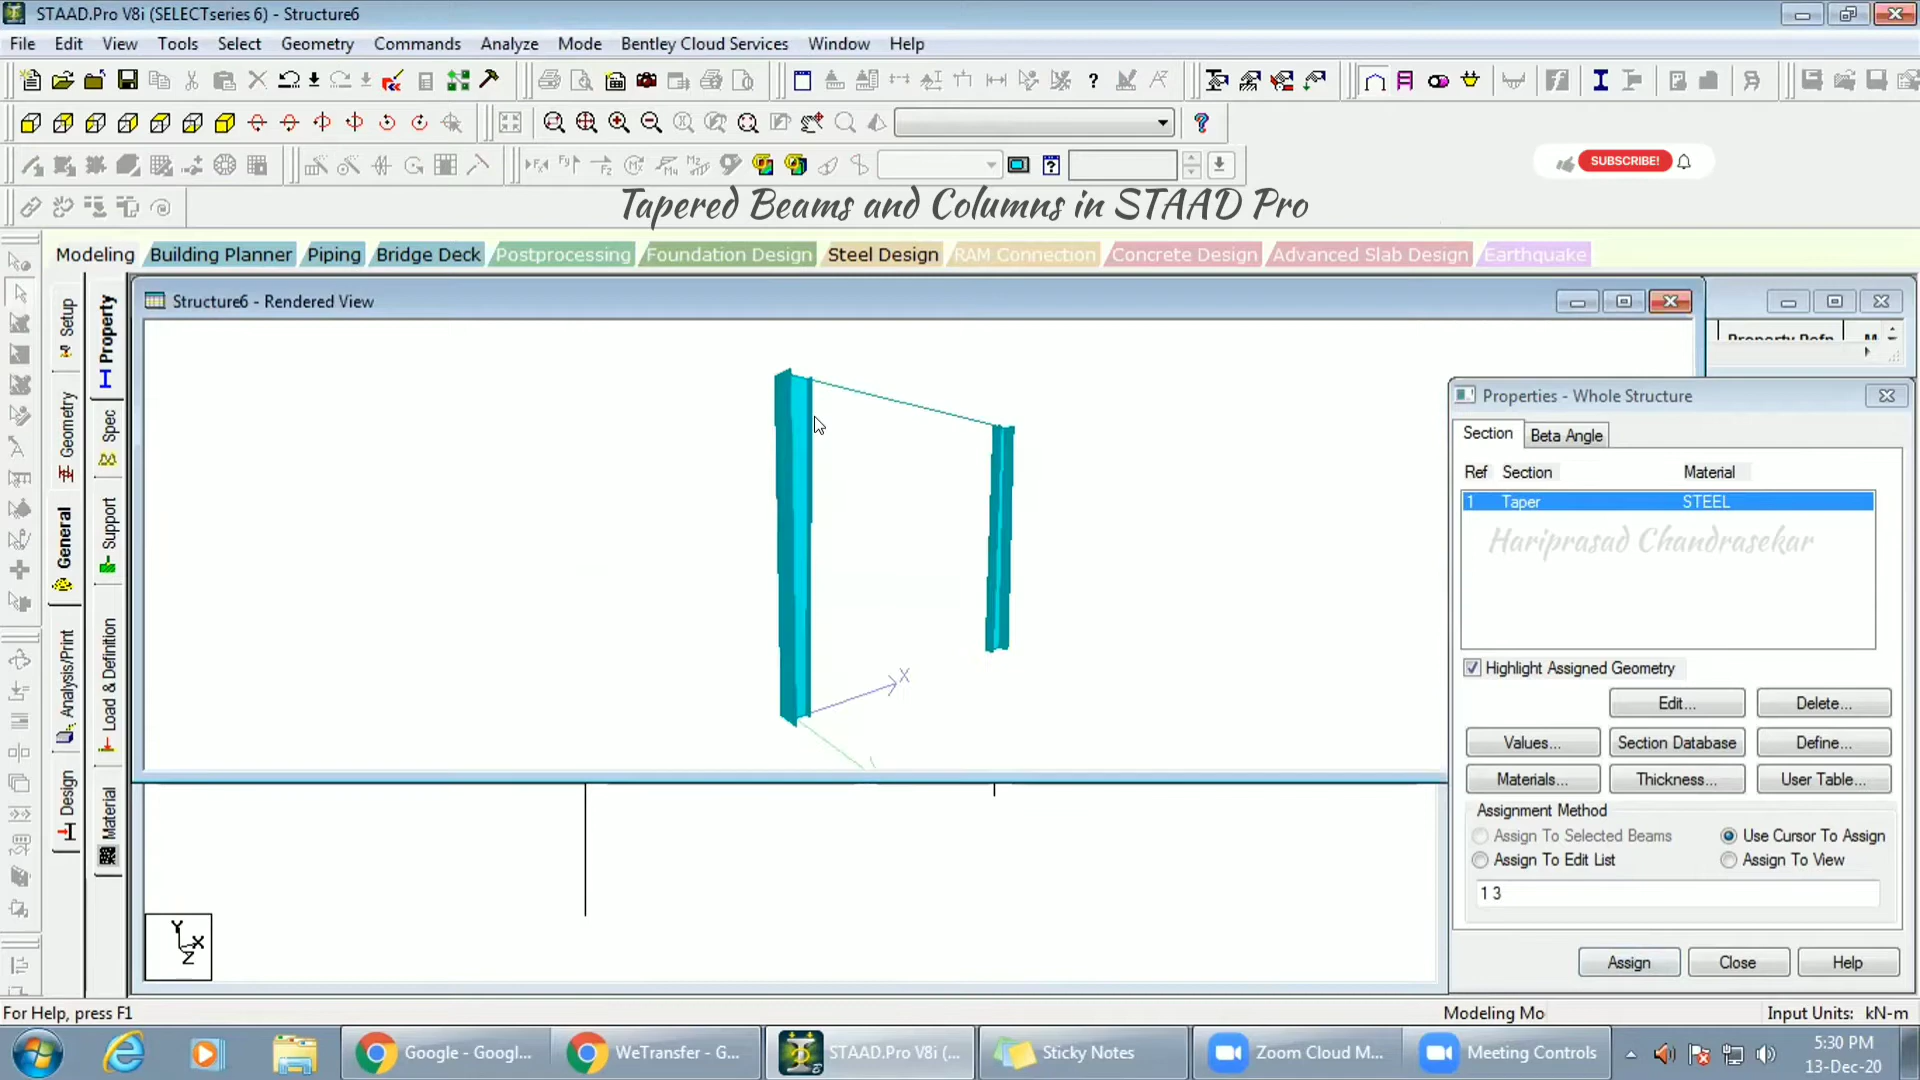 STAAD.Pro V8i (SELECTseries 6) - Structure6
File Edit View Tools Select Geometry Commands Analyze Mode Bentley Cloud Services Window Help
SUBSCRIBE!
Tapered Beams and Columns in STAAD Pro
Modeling Building Planner Piping Bridge Deck Postprocessing Foundation Design Steel Design RAM Connection Concrete Design Advanced Slab Design Earthquake
Structure6 - Rendered View
Setup
Geometry
General
Analysis/Print
Design
Property
Spec
Support
Load & Definition
Material
X
Y
X
Z
Properties - Whole Structure
Section Beta Angle
Ref Section Material
1 Taper STEEL
Hariprasad Chandrasekar
Highlight Assigned Geometry
Edit... Delete...
Values... Section Database Define...
Materials... Thickness... User Table...
Assignment Method
Assign To Selected Beams Use Cursor To Assign
Assign To Edit List Assign To View
1 3
Assign Close Help
For Help, press F1
Modeling Mo
Input Units: kN-m
Google - Googl...
WeTransfer - G...
STAAD.Pro V8i (...
Sticky Notes
Zoom Cloud M...
Meeting Controls
5:30 PM
13-Dec-20